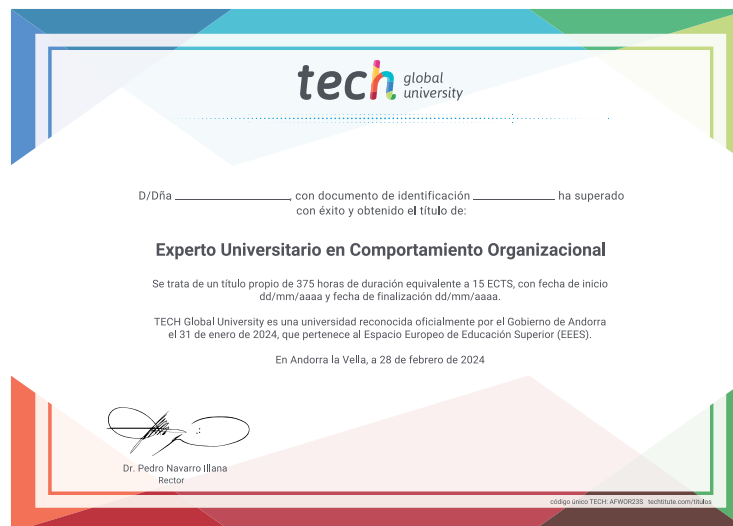 tech global university
D/Dña ____________________, con documento de identificación ______________ ha superado
con éxito y obtenido el título de:
Experto Universitario en Comportamiento Organizacional
Se trata de un título propio de 375 horas de duración equivalente a 15 ECTS, con fecha de inicio
dd/mm/aaaa y fecha de finalización dd/mm/aaaa.
TECH Global University es una universidad reconocida oficialmente por el Gobierno de Andorra
el 31 de enero de 2024, que pertenece al Espacio Europeo de Educación Superior (EEES).
En Andorra la Vella, a 28 de febrero de 2024
Dr. Pedro Navarro Illana
Rector
código único TECH: AFWOR23S techtitute.com/titulos